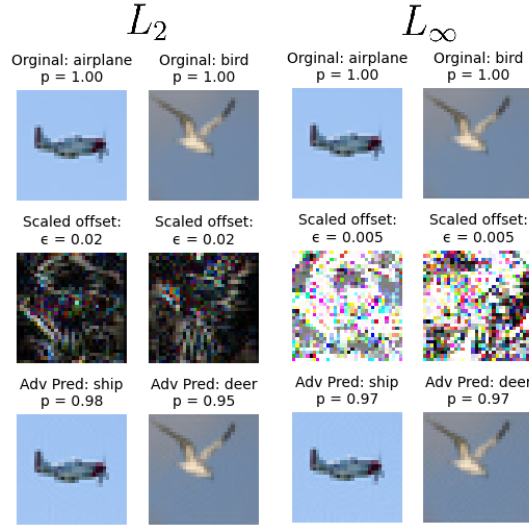 L₂
L∞
Orginal: airplane
p = 1.00
Orginal: bird
p = 1.00
Orginal: airplane
p = 1.00
Orginal: bird
p = 1.00
Scaled offset:
ϵ = 0.02
Scaled offset:
ϵ = 0.02
Scaled offset:
ϵ = 0.005
Scaled offset:
ϵ = 0.005
Adv Pred: ship
p = 0.98
Adv Pred: deer
p = 0.95
Adv Pred: ship
p = 0.97
Adv Pred: deer
p = 0.97